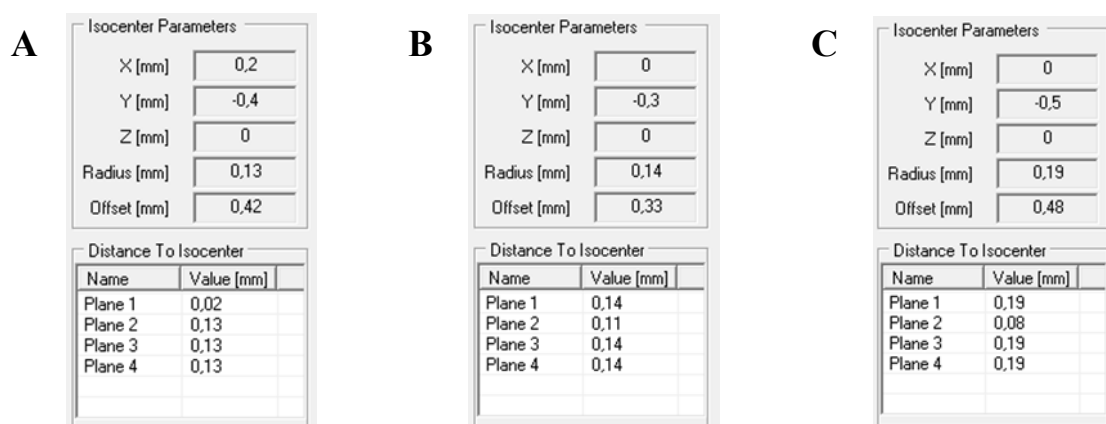 A
Isocenter Parameters
X [mm] 0,2
Y [mm] -0,4
Z [mm] 0
Radius [mm] 0,13
Offset [mm] 0,42
Distance To Isocenter
Name Value [mm]
Plane 1 0,02
Plane 2 0,13
Plane 3 0,13
Plane 4 0,13
B
Isocenter Parameters
X [mm] 0
Y [mm] -0,3
Z [mm] 0
Radius [mm] 0,14
Offset [mm] 0,33
Distance To Isocenter
Name Value [mm]
Plane 1 0,14
Plane 2 0,11
Plane 3 0,14
Plane 4 0,14
C
Isocenter Parameters
X [mm] 0
Y [mm] -0,5
Z [mm] 0
Radius [mm] 0,19
Offset [mm] 0,48
Distance To Isocenter
Name Value [mm]
Plane 1 0,19
Plane 2 0,08
Plane 3 0,19
Plane 4 0,19